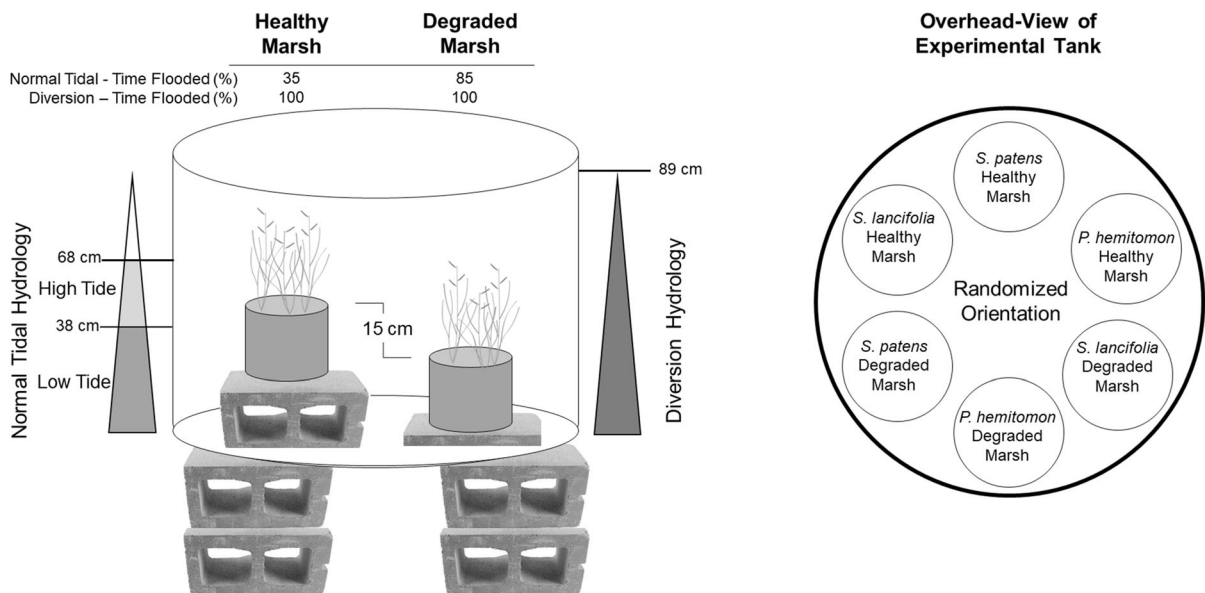 Healthy
Marsh
Degraded
Marsh
Normal Tidal - Time Flooded (%) 35 85
Diversion – Time Flooded (%) 100 100
89 cm
Normal Tidal Hydrology
68 cm
High Tide
38 cm
Low Tide
15 cm
Diversion Hydrology
Overhead-View of
Experimental Tank
S. patens
Healthy
Marsh
S. lancifolia
Healthy
Marsh
P. hemitomon
Healthy
Marsh
Randomized
Orientation
S. patens
Degraded
Marsh
S. lancifolia
Degraded
Marsh
P. hemitomon
Degraded
Marsh